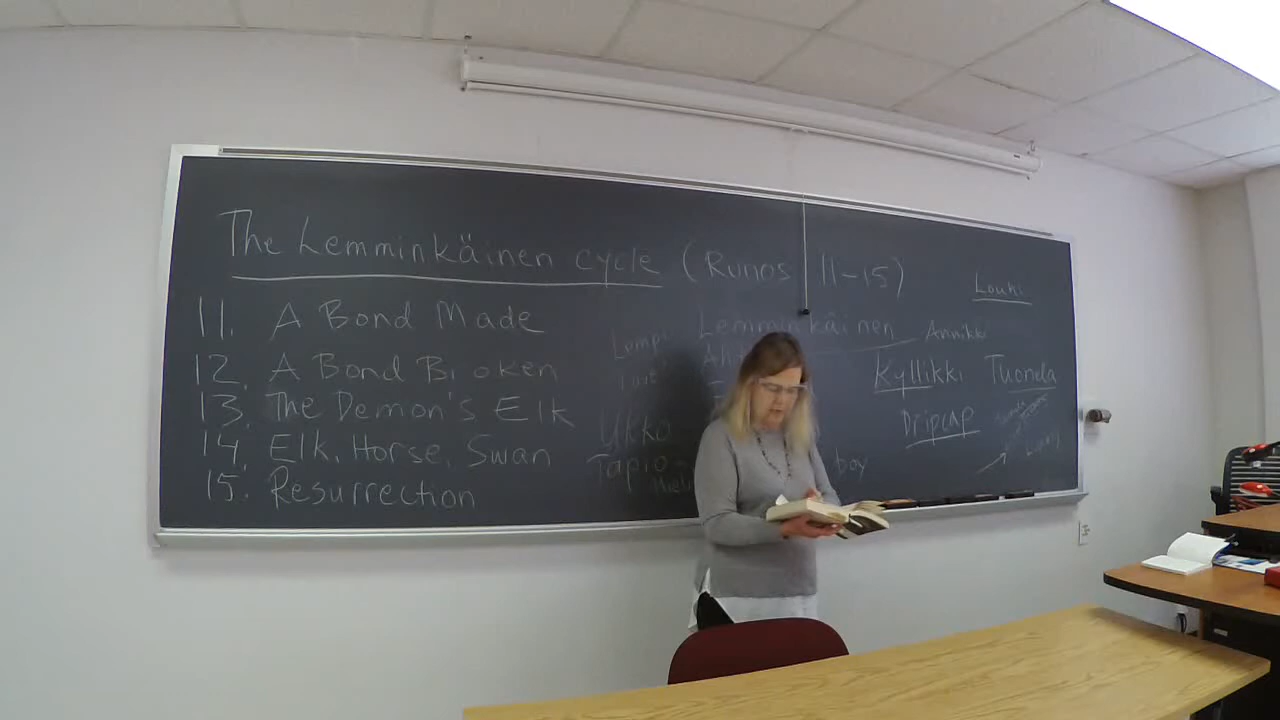 The Lemminkäinen cycle (Runos 11-15)
11. A Bond Made
12. A Bond Broken
13. The Demon's Elk
14. Elk, Horse, Swan
15. Resurrection
Lemminkäinen
Ukko
Tapio
boy
Louhi
Annikki
Kyllikki
Tuonela
Dripcap